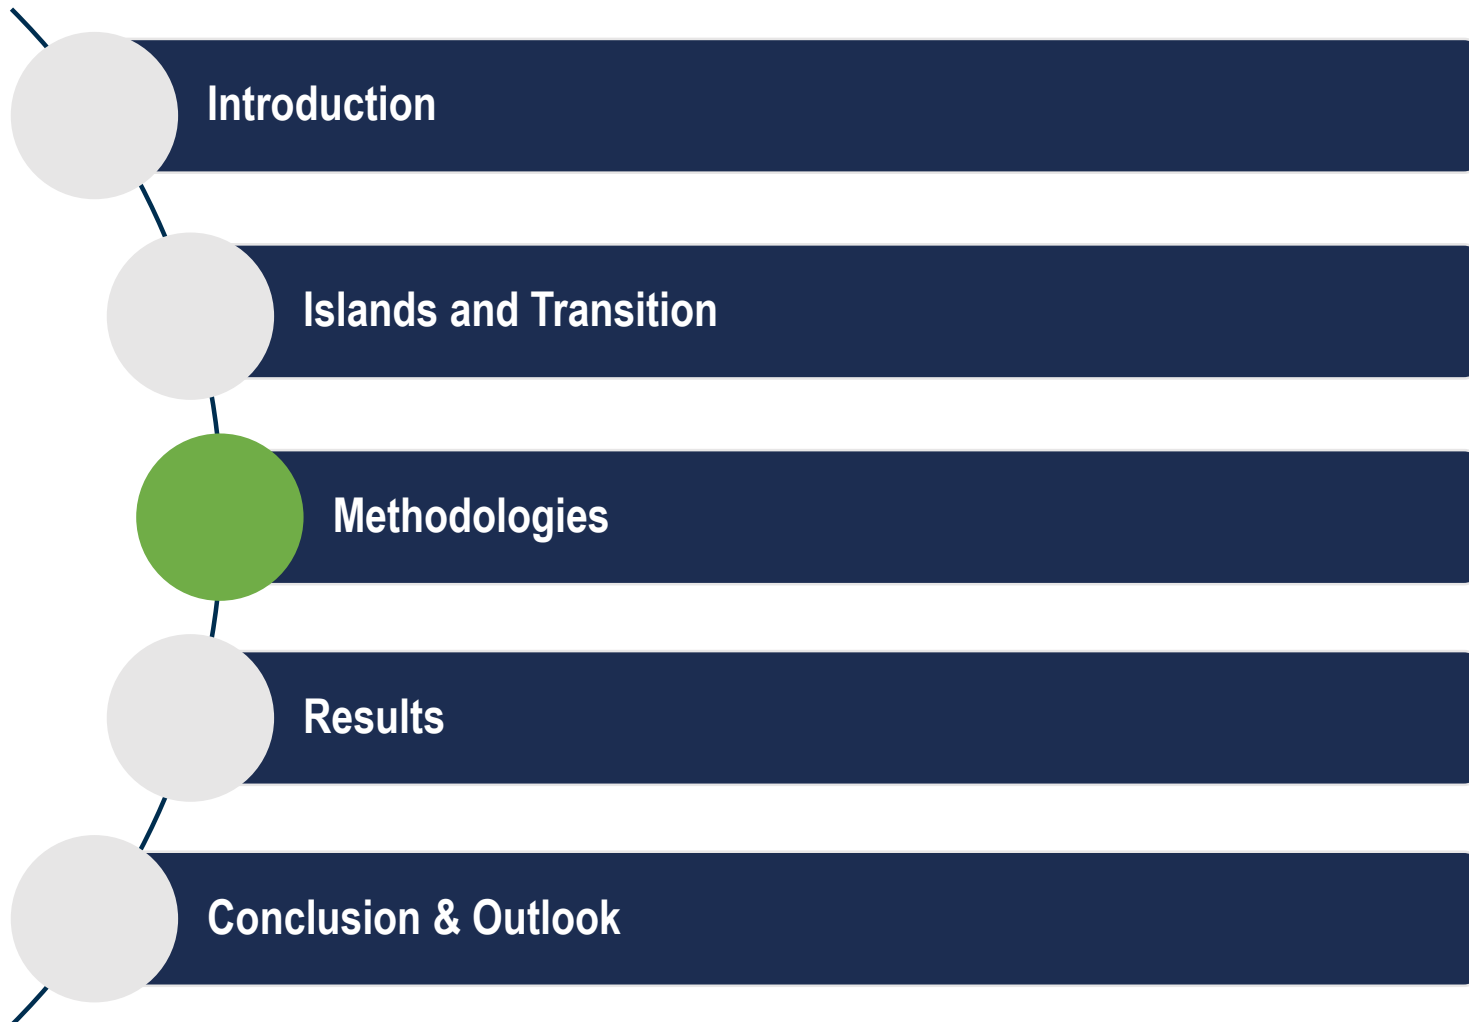 Introduction
Islands and Transition
Methodologies
Results
Conclusion & Outlook